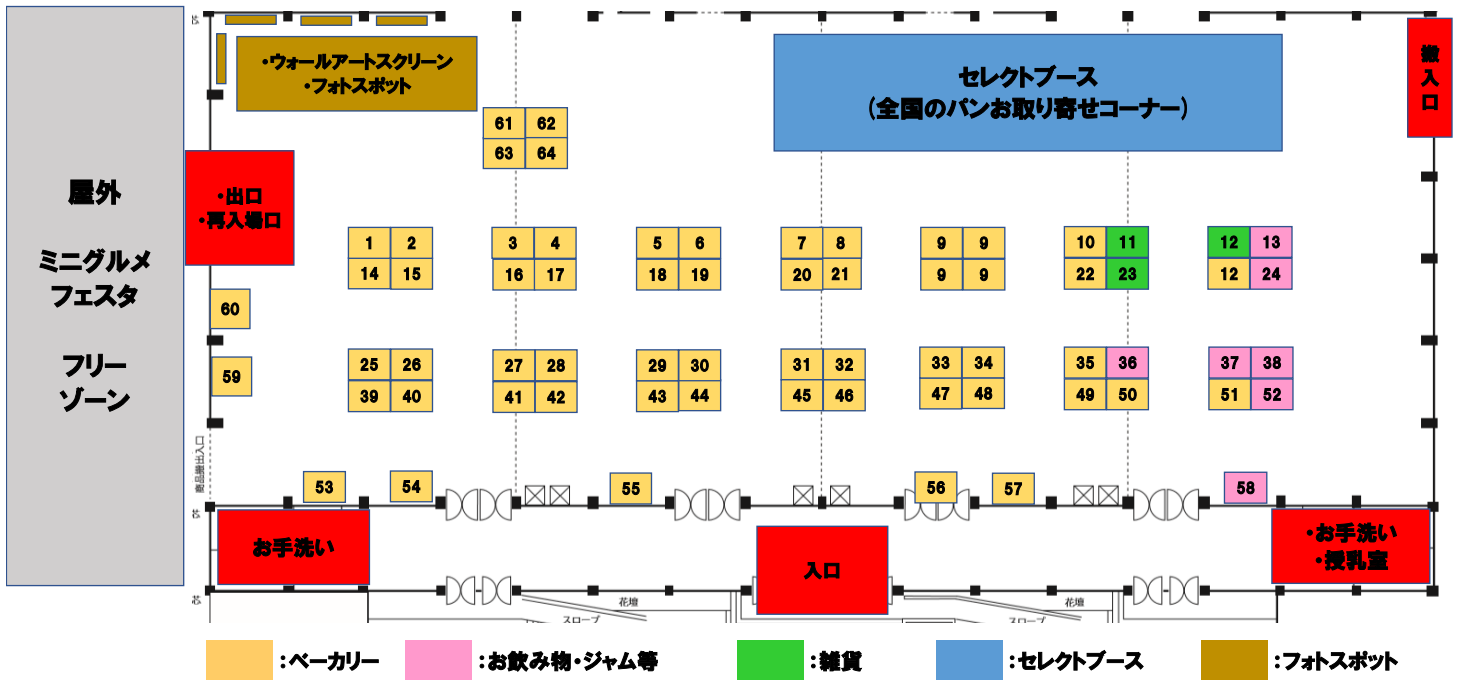 ・ウォールアートスクリーン
・フォトスポット
セレクトブース
(全国のパンお取り寄せコーナー)
搬入口
61 62
63 64
屋外
ミニグルメ
フェスタ
フリー
ゾーン
・出口
・再入場口
1 2 3 4 5 6 7 8 9 9 10 11 12 13
14 15 16 17 18 19 20 21 9 9 22 23 12 24
60
59
25 26 27 28 29 30 31 32 33 34 35 36 37 38
39 40 41 42 43 44 45 46 47 48 49 50 51 52
商品搬出入口
53 54 55 56 57 58
お手洗い
入口
・お手洗い
・授乳室
花壇 花壇
スロープ スロープ
:ベーカリー :お飲み物・ジャム等 :雑貨 :セレクトブース :フォトスポット